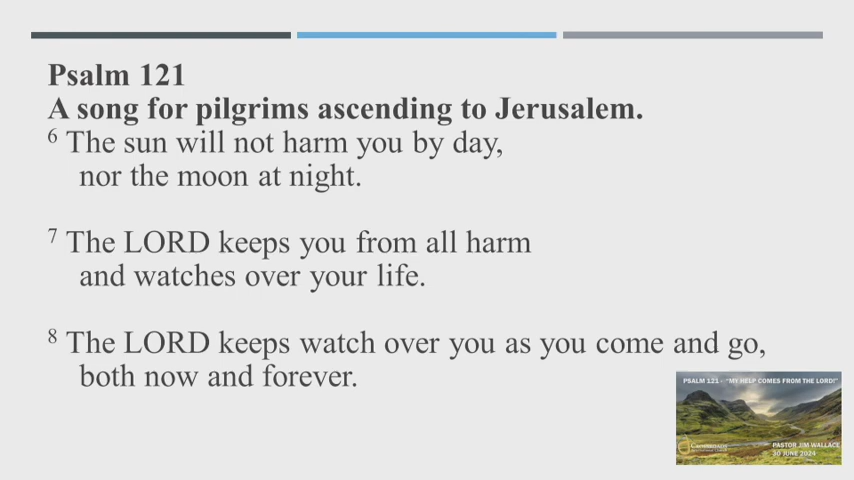 Psalm 121
A song for pilgrims ascending to Jerusalem.
6 The sun will not harm you by day,
nor the moon at night.
7 The LORD keeps you from all harm
and watches over your life.
8 The LORD keeps watch over you as you come and go,
both now and forever.
PSALM 121 - "MY HELP COMES FROM THE LORD!"
PASTOR JIM WALLACE
30 JUNE 2024